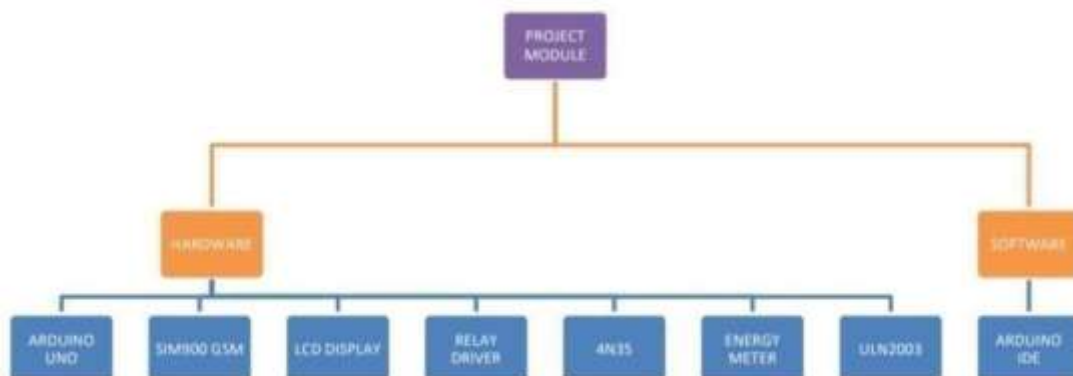 PROJECT
MODULE
HARDWARE
SOFTWARE
ARDUINO
UNO
SIM900 GSM
LCD DISPLAY
RELAY
DRIVER
4N35
ENERGY
METER
ULN2003
ARDUINO
IDE